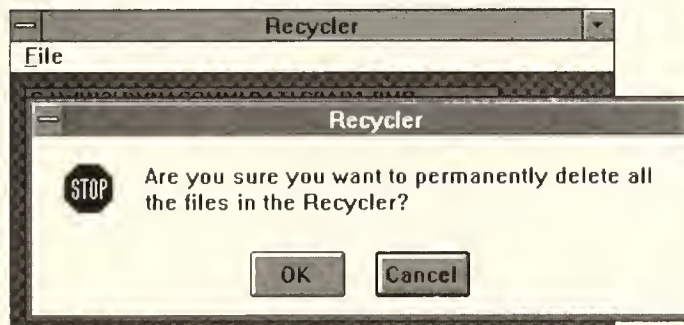 Recycler
File
Recycler
STOP
Are you sure you want to permanently delete all
the files in the Recycler?
OK
Cancel